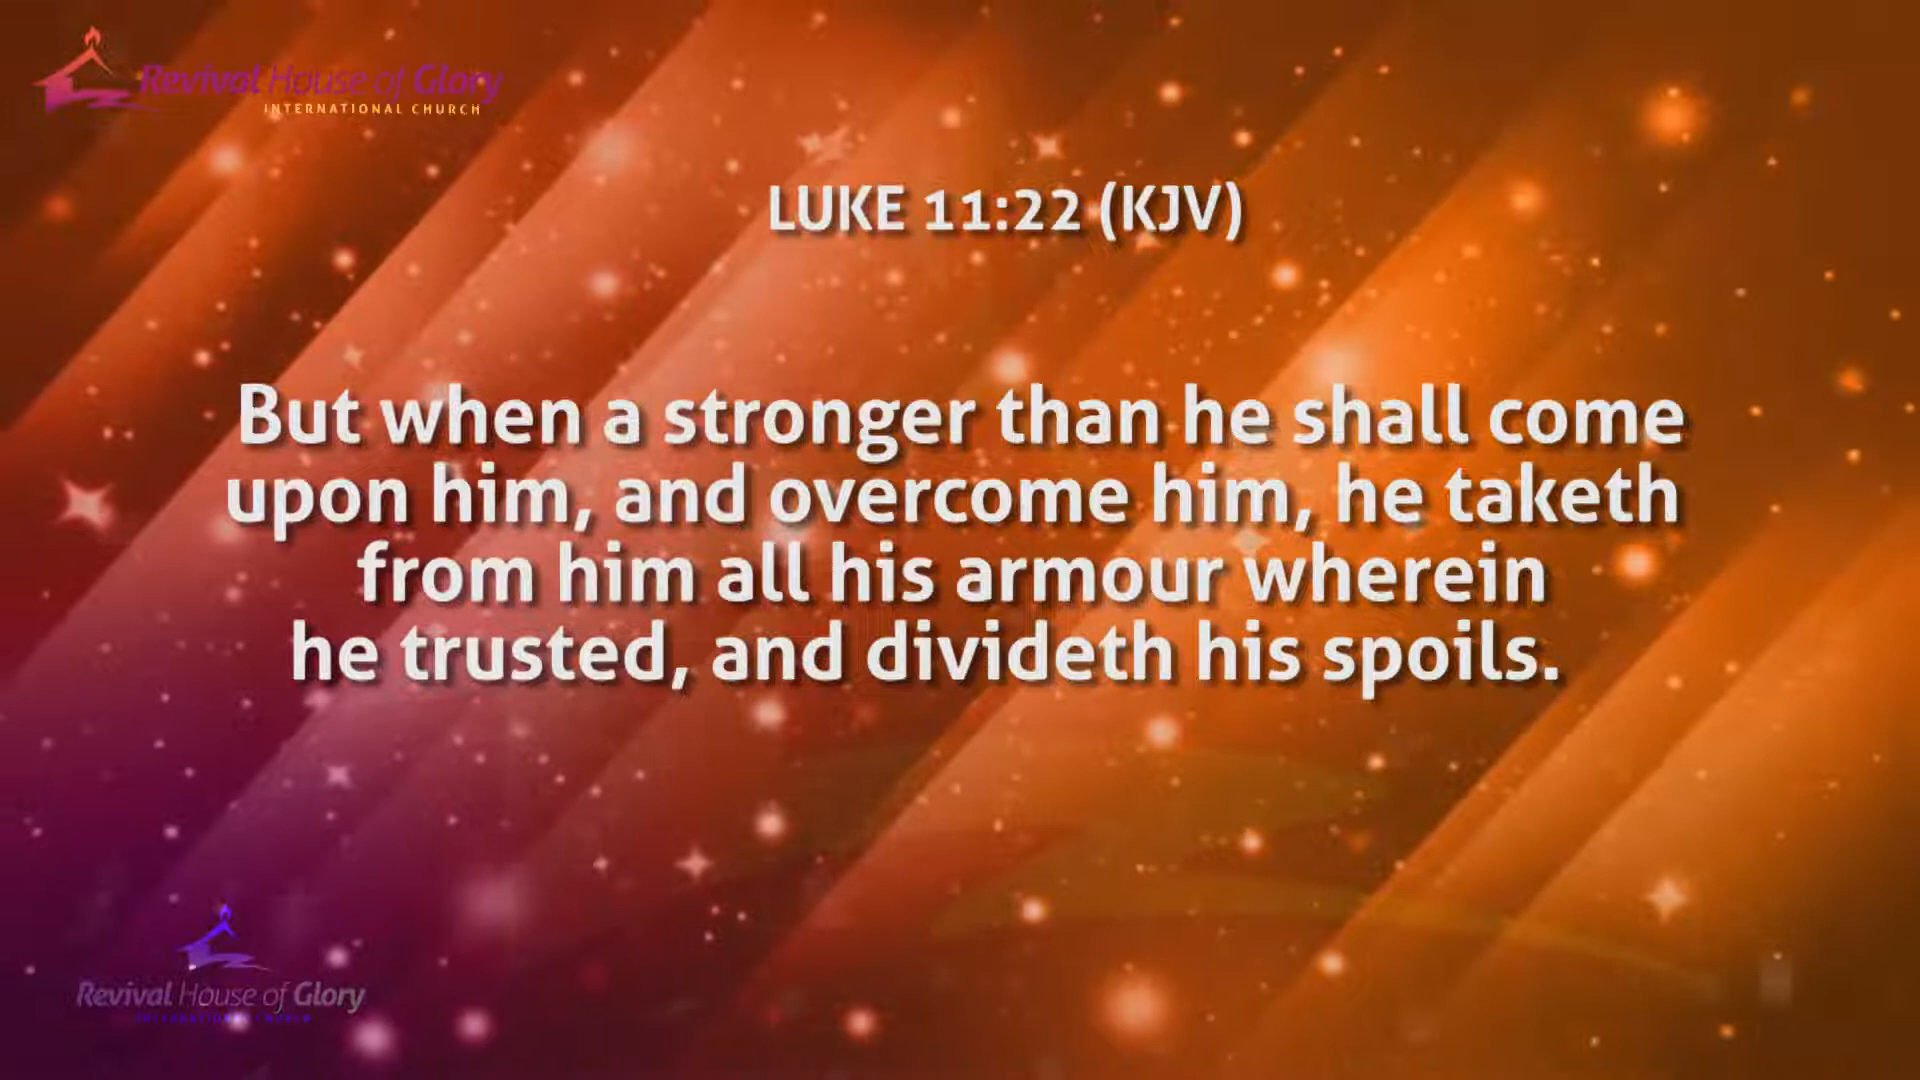 Revival House of Glory
INTERNATIONAL CHURCH
LUKE 11:22 (KJV)
But when a stronger than he shall come
upon him, and overcome him, he taketh
from him all his armour wherein
he trusted, and divideth his spoils.
Revival House of Glory
INTERNATIONAL CHURCH